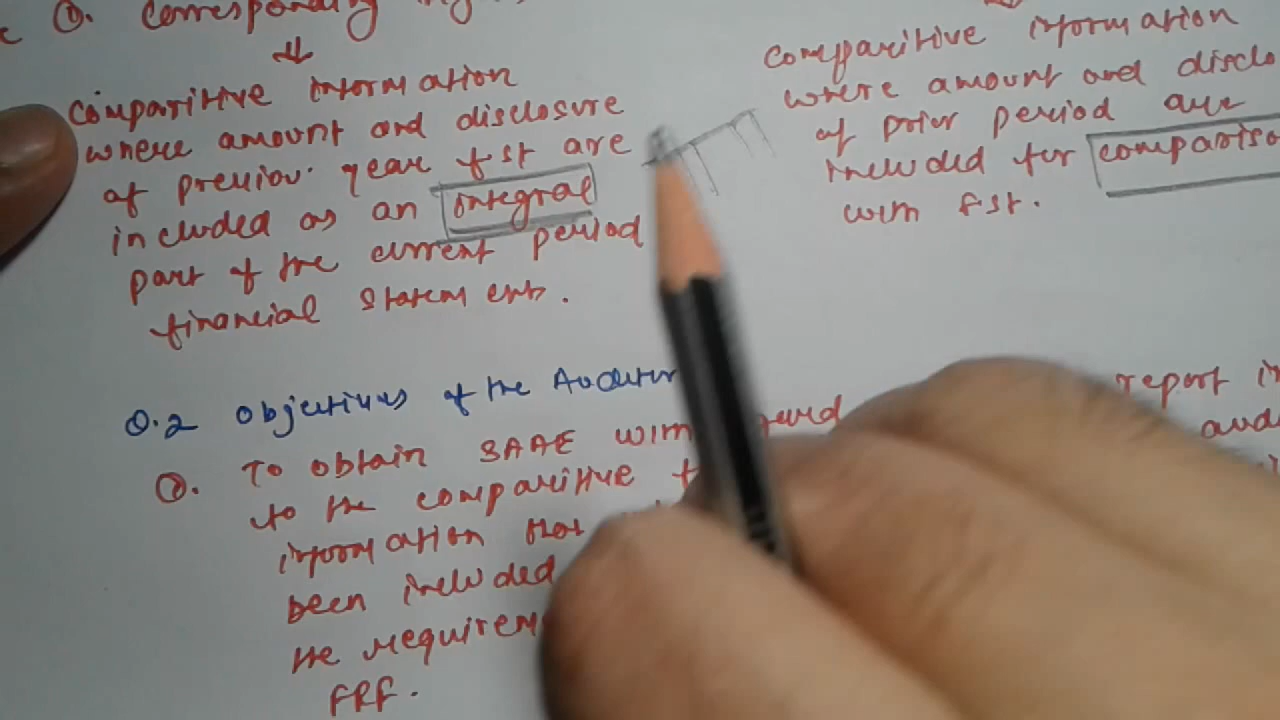 ① Corresponding
⇓
Comparitive information
where amount and disclosure
of previou. year fst are
included as an integral
part of the current period
financial statements.
Comparitive information
where amount and disclo
of prior period are
included for compariso
with fst.
Q.2 Objectives of the Auditor
①. To obtain SAAE with
to the comparitive
information that
been included
the requirem
FRF.
report in